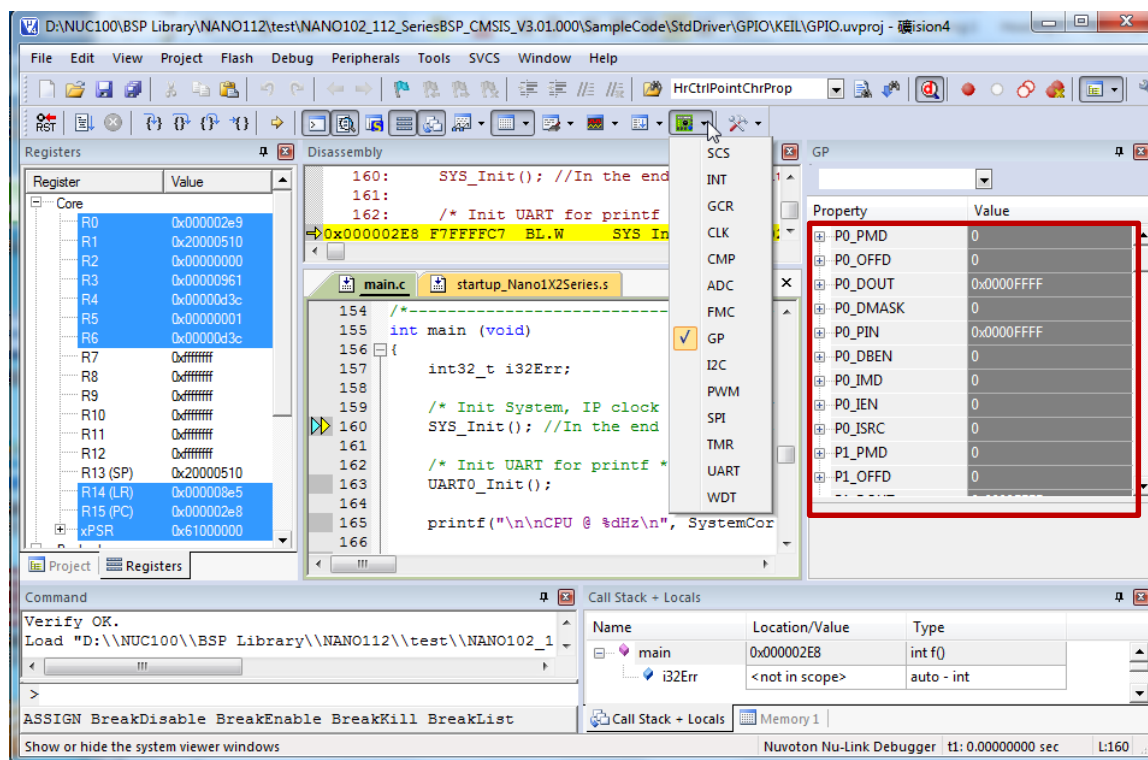 D:\NUC100\BSP Library\NANO112\test\NANO102_112_SeriesBSP_CMSIS_V3.01.000\SampleCode\StdDriver\GPIO\KEIL\GPIO.uvproj - 礦ision4
File Edit View Project Flash Debug Peripherals Tools SVCS Window Help
HrCtrlPointChrProp
RST
Registers
Register Value
Core
R0 0x000002e9
R1 0x20000510
R2 0x00000000
R3 0x00000961
R4 0x00000d3c
R5 0x00000001
R6 0x00000d3c
R7 0xffffffff
R8 0xffffffff
R9 0xffffffff
R10 0xffffffff
R11 0xffffffff
R12 0xffffffff
R13 (SP) 0x20000510
R14 (LR) 0x000008e5
R15 (PC) 0x000002e8
xPSR 0x61000000
Project Registers
Disassembly
160: SYS_Init(); //In the end
161:
162: /* Init UART for printf
0x000002E8 F7FFFFC7 BL.W SYS_In
main.c startup_Nano1X2Series.s
154 /*-----------------------------
155 int main (void)
156 {
157 int32_t i32Err;
158
159 /* Init System, IP clock
160 SYS_Init(); //In the end
161
162 /* Init UART for printf *
163 UART0_Init();
164
165 printf("\n\nCPU @ %dHz\n", SystemCor
166
SCS
INT
GCR
CLK
CMP
ADC
FMC
GP
I2C
PWM
SPI
TMR
UART
WDT
GP
Property Value
P0_PMD 0
P0_OFFD 0
P0_DOUT 0x0000FFFF
P0_DMASK 0
P0_PIN 0x0000FFFF
P0_DBEN 0
P0_IMD 0
P0_IEN 0
P0_ISRC 0
P1_PMD 0
P1_OFFD 0
Command
Verify OK.
Load "D:\\NUC100\\BSP Library\\NANO112\\test\\NANO102_1
>
ASSIGN BreakDisable BreakEnable BreakKill BreakList
Call Stack + Locals
Name Location/Value Type
main 0x000002E8 int f()
i32Err <not in scope> auto - int
Call Stack + Locals Memory 1
Show or hide the system viewer windows Nuvoton Nu-Link Debugger t1: 0.00000000 sec L:160